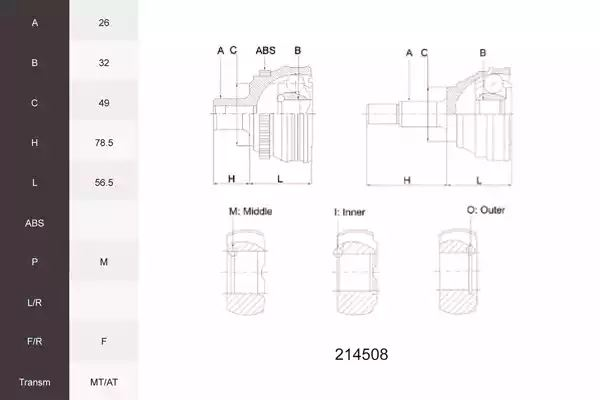 A 26
B 32
C 49
H 78.5
L 56.5
ABS
P M
L/R
F/R F
Transm MT/AT
A C ABS B
H L
A C B
H L
M: Middle
I: Inner
O: Outer
214508